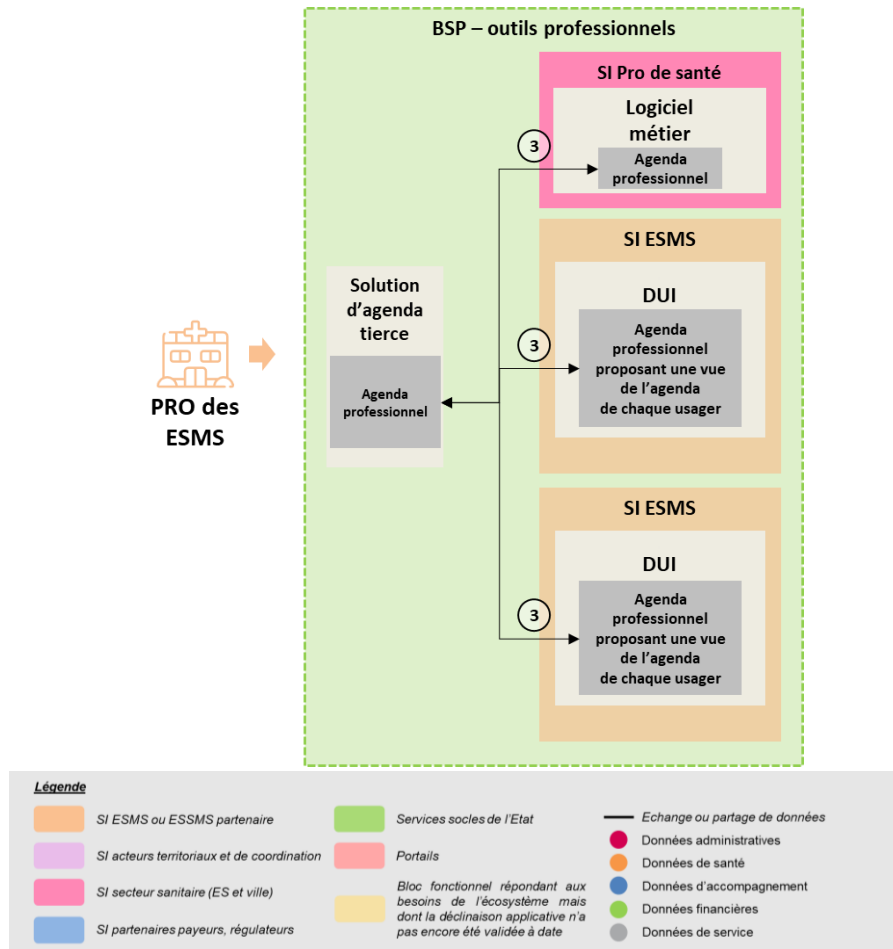 BSP – outils professionnels
SI Pro de santé
Logiciel
métier
3
Agenda
professionnel
SI ESMS
DUI
Solution
d’agenda
tierce
3
Agenda
professionnel
proposant une vue
de l’agenda
de chaque usager
Agenda
professionnel
PRO des
ESMS
SI ESMS
DUI
3
Agenda
professionnel
proposant une vue
de l’agenda
de chaque usager
Légende
SI ESMS ou ESSMS partenaire
SI acteurs territoriaux et de coordination
SI secteur sanitaire (ES et ville)
SI partenaires payeurs, régulateurs
Services socles de l’Etat
Portails
Bloc fonctionnel répondant aux
besoins de l’écosystème mais
dont la déclinaison applicative n’a
pas encore été validée à date
Echange ou partage de données
Données administratives
Données de santé
Données d’accompagnement
Données financières
Données de service